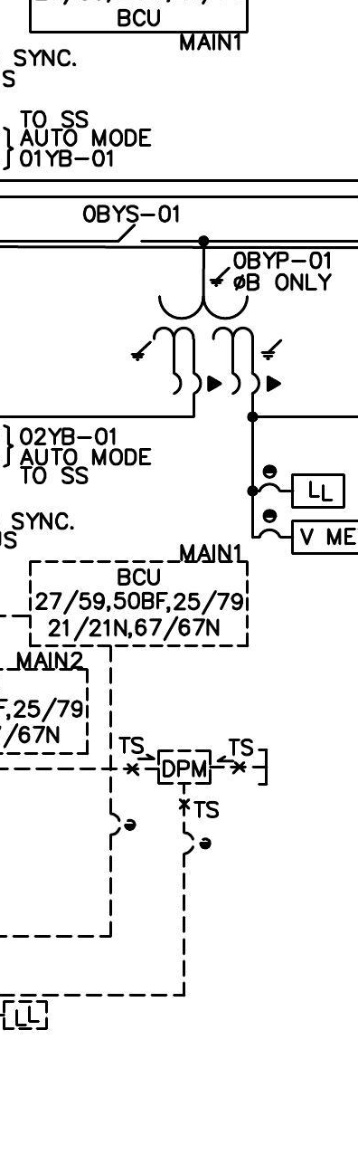 BCU
MAIN1
SYNC.
S
TO SS
AUTO MODE
01YB-01
0BYS-01
0BYP-01
ØB ONLY
02YB-01
AUTO MODE
TO SS
SYNC.
US
LL
V ME
MAIN1
BCU
27/59,50BF,25/79
21/21N,67/67N
MAIN2
F,25/79
/67N
TS
TS
DPM
TS
LL